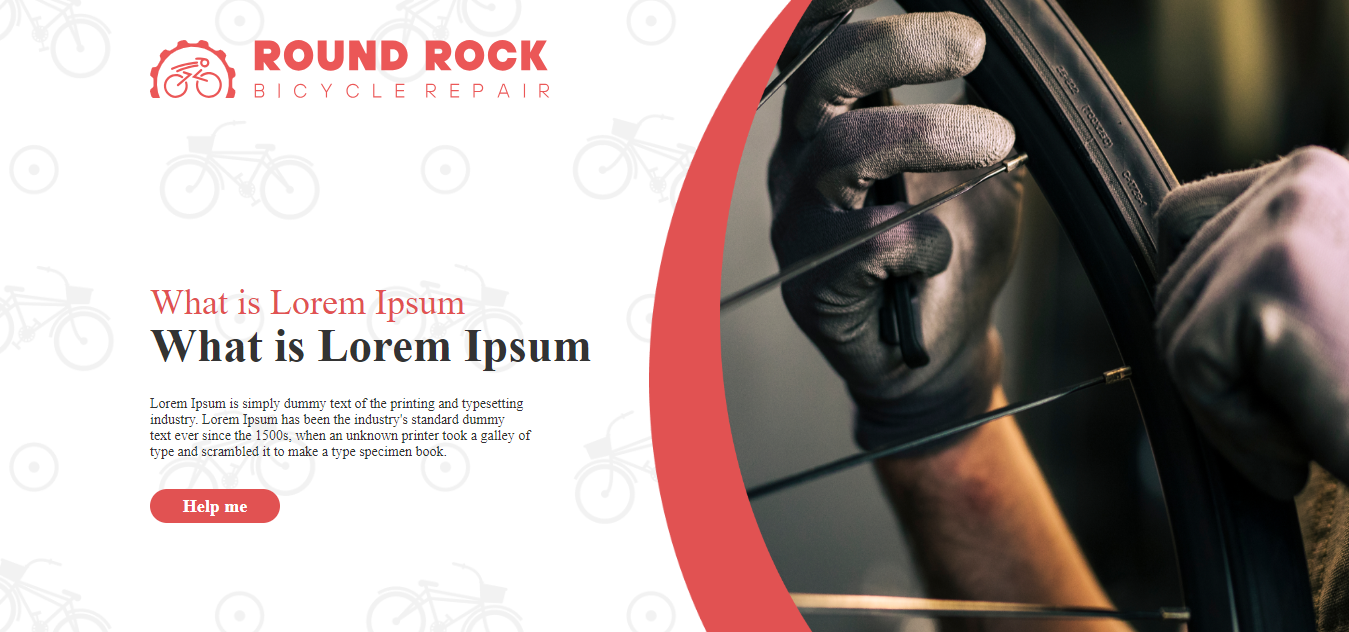 ROUND ROCK
BICYCLE REPAIR
What is Lorem Ipsum
What is Lorem Ipsum
Lorem Ipsum is simply dummy text of the printing and typesetting
industry. Lorem Ipsum has been the industry's standard dummy
text ever since the 1500s, when an unknown printer took a galley of
type and scrambled it to make a type specimen book.
Help me